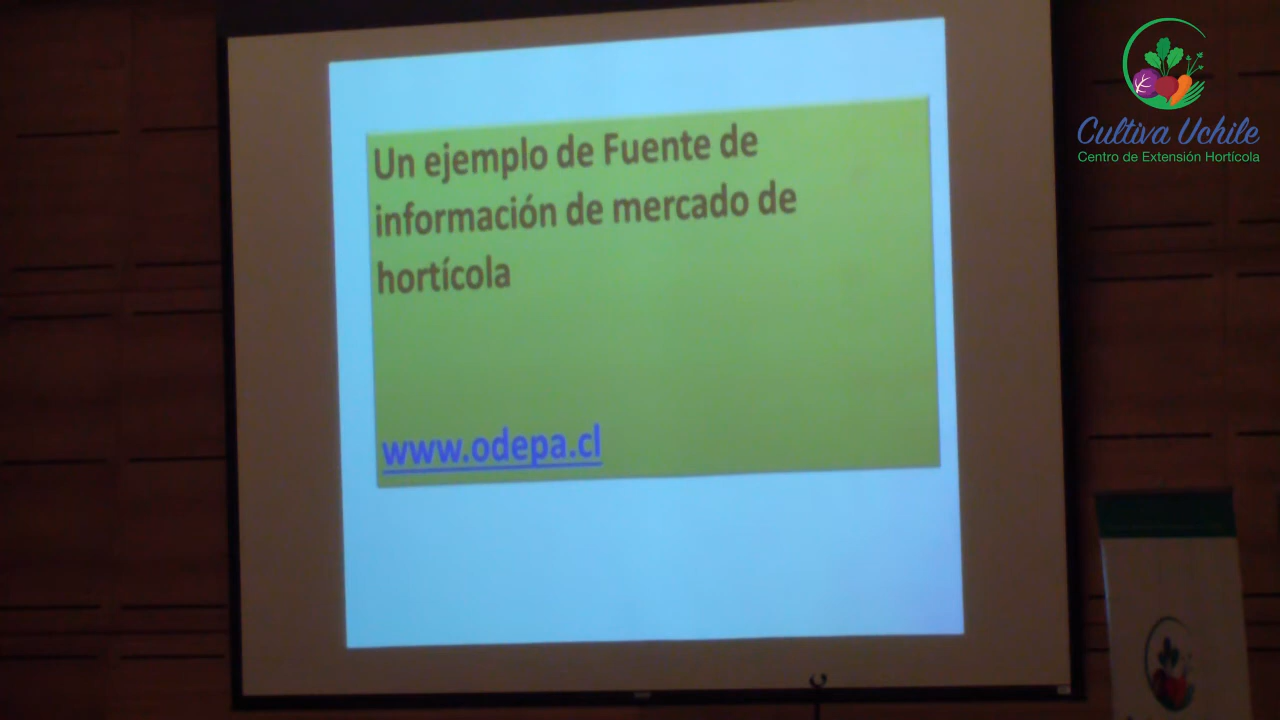 Un ejemplo de Fuente de
información de mercado de
hortícola
www.odepa.cl
Cultiva Uchile
Centro de Extensión Hortícola